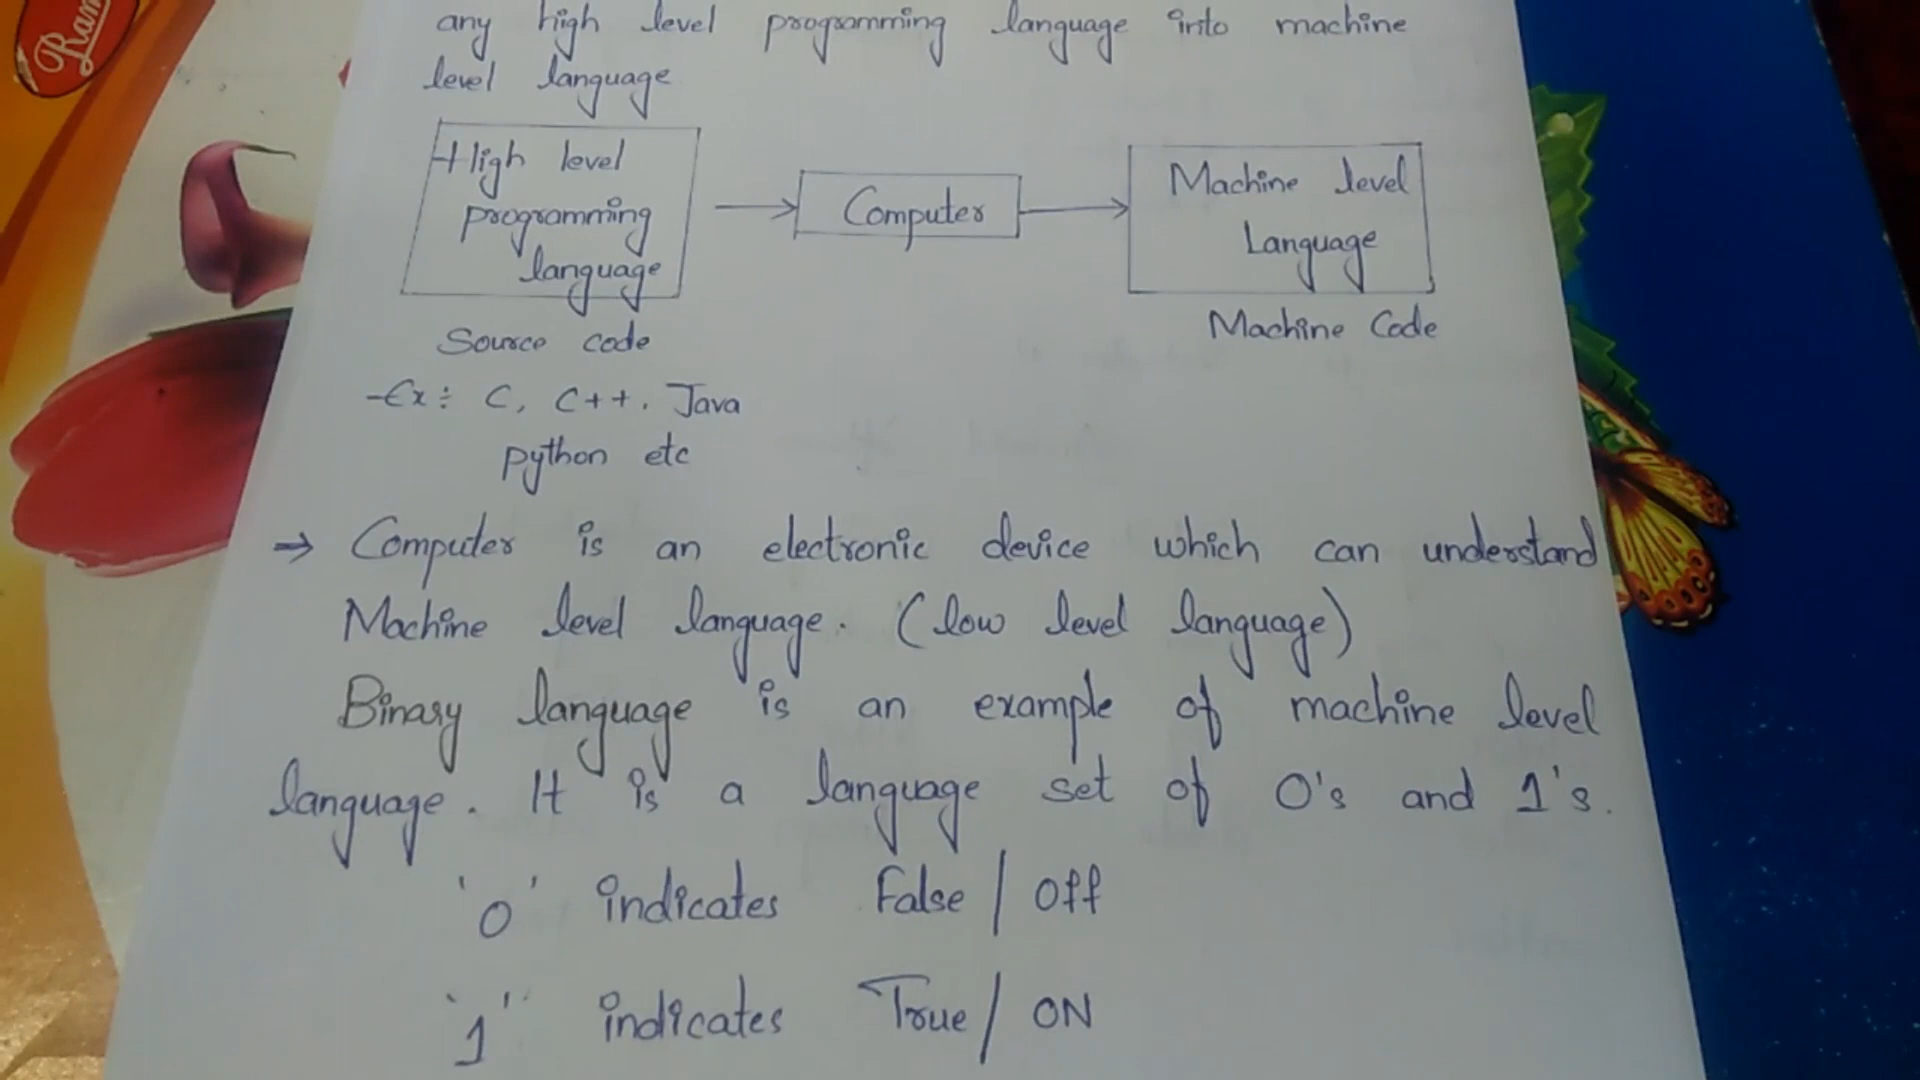 any high level programming language into machine
level language
High level
programming
language
Computer
Machine level
Language
Source code
Machine Code
Ex: C, C++, Java
python etc
⇒ Computer is an electronic device which can understand
Machine level language. (low level language)
Binary language is an example of machine level
language. It is a language set of 0's and 1's.
'0' indicates False / Off
'1' indicates True / ON